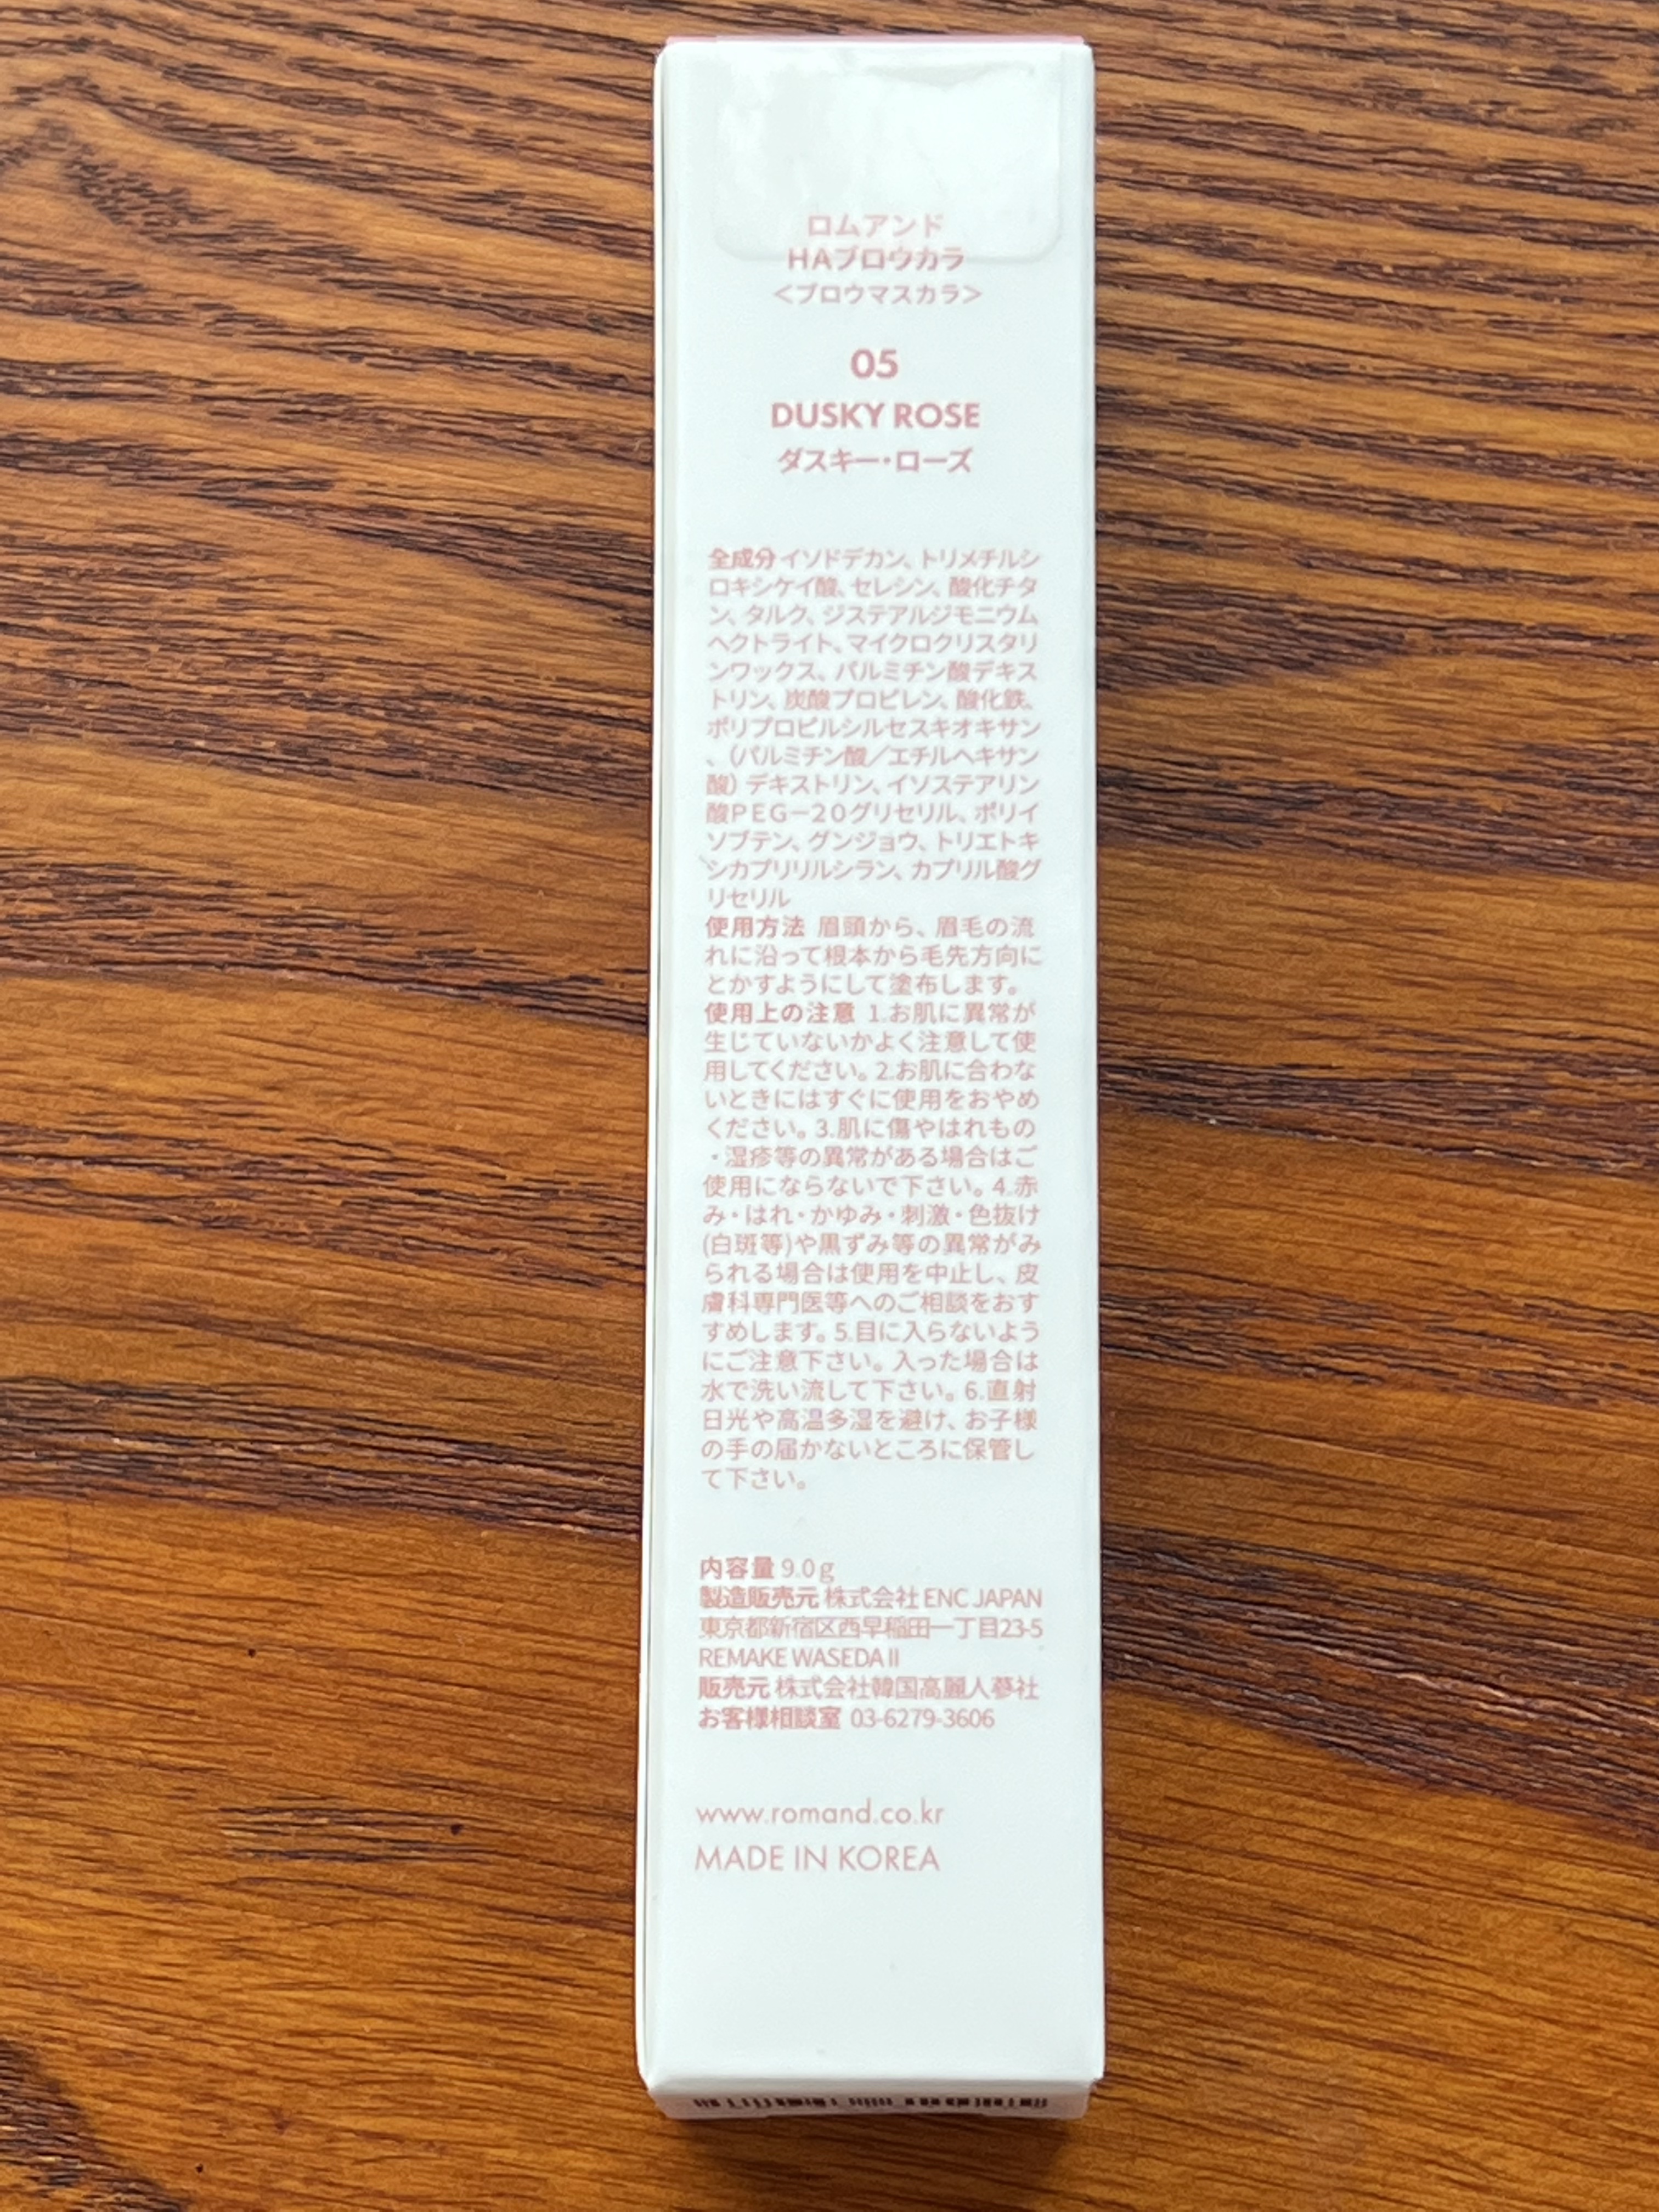 ロムアンド
HAブロウカラ
<ブロウマスカラ>
05
DUSKY ROSE
ダスキー・ローズ
全成分 イソドデカン、トリメチルシ
ロキシケイ酸、セレシン、酸化チタ
ン、タルク、ジステアルジモニウム
ヘクトライト、マイクロクリスタリ
ンワックス、パルミチン酸デキス
トリン、炭酸プロピレン、酸化鉄、
ポリプロピルシルセスキオキサン
、（パルミチン酸／エチルヘキサン
酸）デキストリン、イソステアリン
酸ＰＥＧ－２０グリセリル、ポリイ
ソブテン、グンジョウ、トリエトキ
シカプリリルシラン、カプリル酸グ
リセリル
使用方法 眉頭から、眉毛の流
れに沿って根本から毛先方向に
とかすようにして塗布します。
使用上の注意 1.お肌に異常が
生じていないかよく注意して使
用してください。2.お肌に合わな
いときにはすぐに使用をおやめ
ください。3.肌に傷やはれもの
・湿疹等の異常がある場合はご
使用にならないで下さい。4.赤
み・はれ・かゆみ・刺激・色抜け
(白斑等)や黒ずみ等の異常がみ
られる場合は使用を中止し、皮
膚科専門医等へのご相談をおす
すめします。5.目に入らないよう
にご注意下さい。入った場合は
水で洗い流して下さい。6.直射
日光や高温多湿を避け、お子様
の手の届かないところに保管し
て下さい。
内容量 9.0g
製造販売元 株式会社 ENC JAPAN
東京都新宿区西早稲田一丁目23-5
REMAKE WASEDA II
販売元 株式会社韓国高麗人蔘社
お客様相談室 03-6279-3606
www.romand.co.kr
MADE IN KOREA